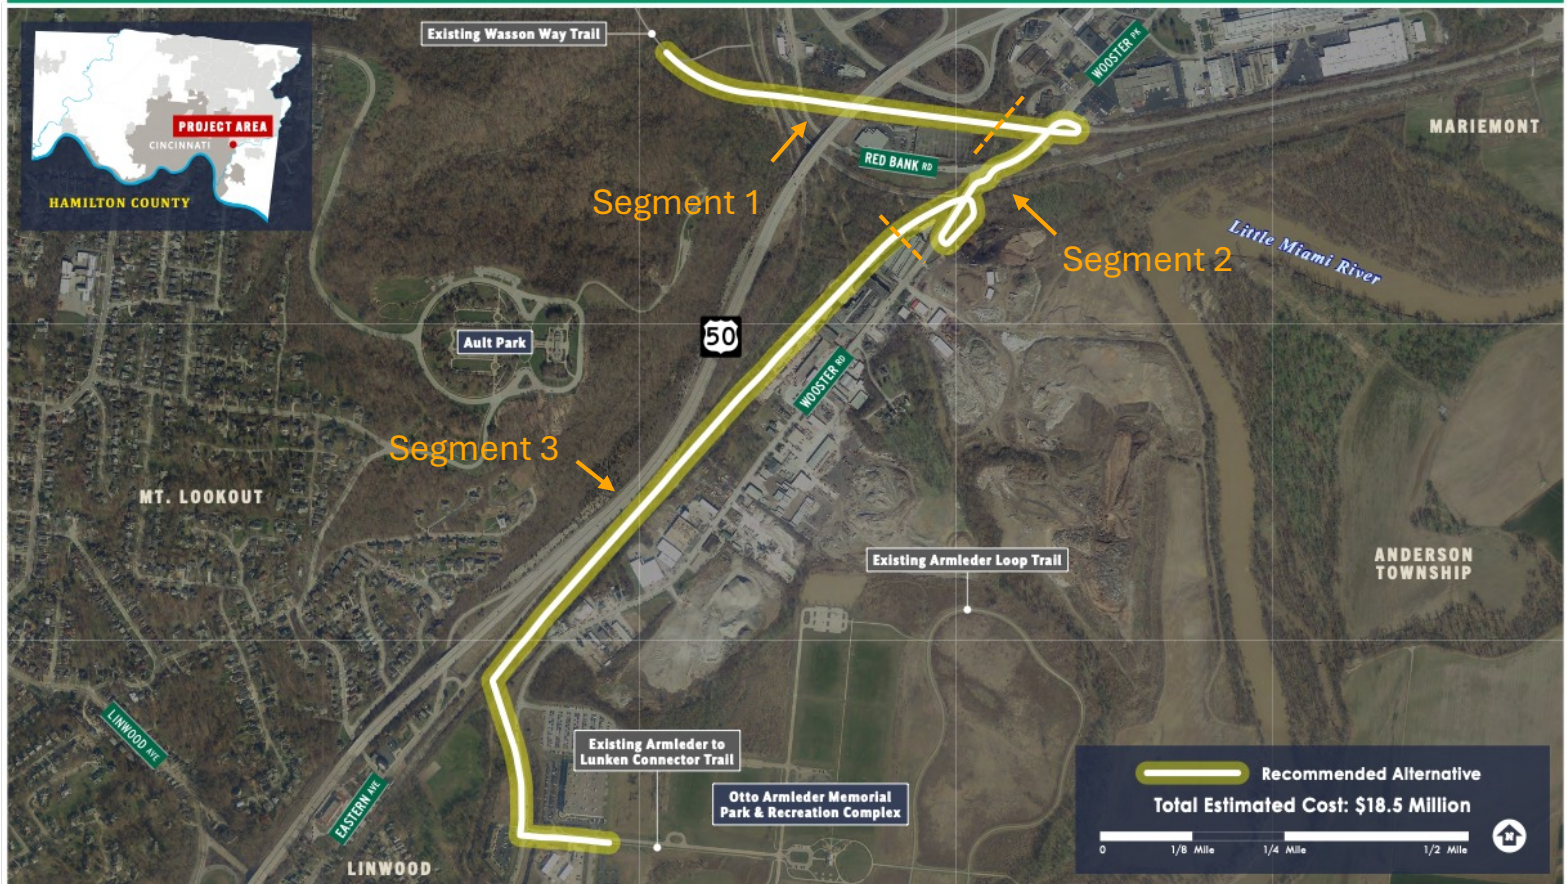 Existing Wasson Way Trail
WOOSTER PK
PROJECT AREA
CINCINNATI
HAMILTON COUNTY
MARIEMONT
RED BANK RD
Segment 1
Segment 2
Little Miami River
50
Ault Park
WOOSTER RD
Segment 3
MT. LOOKOUT
Existing Armleder Loop Trail
ANDERSON
TOWNSHIP
LINWOOD AVE
Existing Armleder to
Lunken Connector Trail
Otto Armleder Memorial
Park & Recreation Complex
EASTERN AVE
LINWOOD
Recommended Alternative
Total Estimated Cost: $18.5 Million
0 1/8 Mile 1/4 Mile 1/2 Mile
N